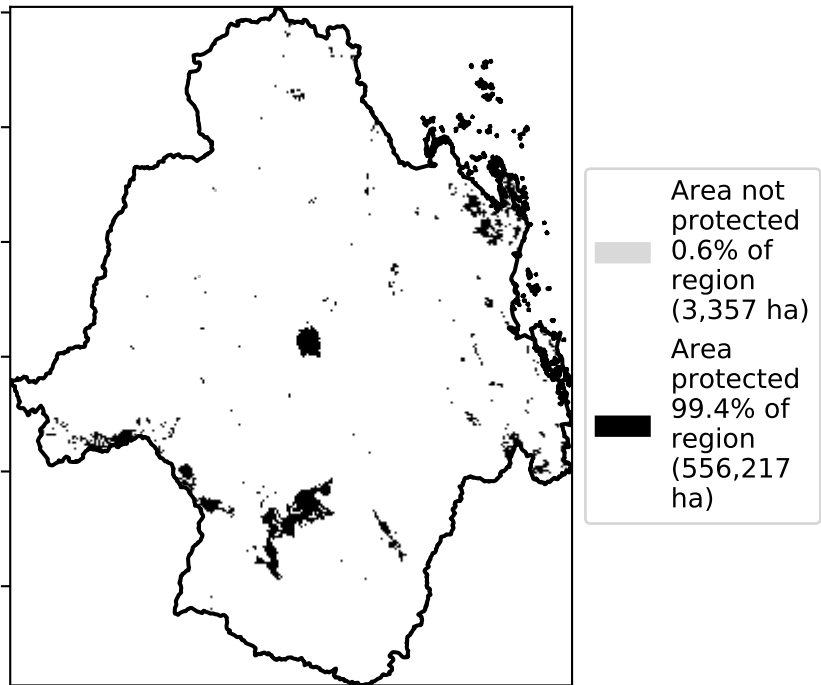 Area not
protected
0.6% of
region
(3,357 ha)
Area
protected
99.4% of
region
(556,217
ha)